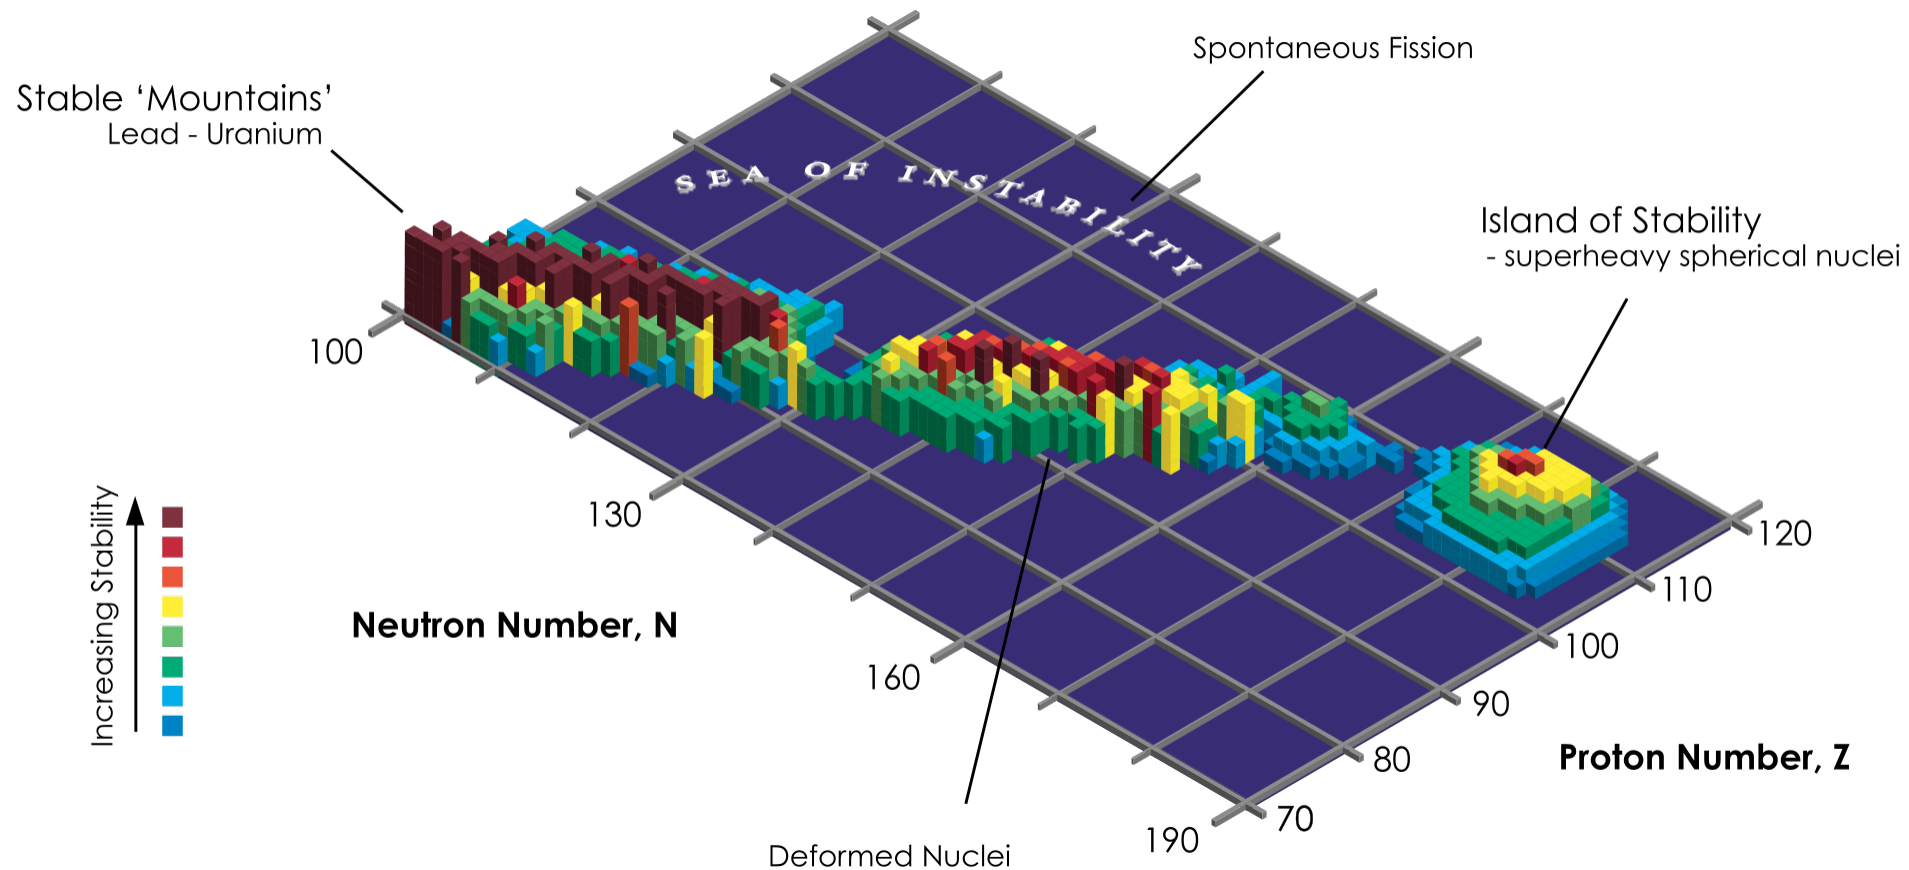 Spontaneous Fission
Stable ‘Mountains’
Lead - Uranium
SEA OF INSTABILITY
Island of Stability
- superheavy spherical nuclei
100
130
160
190
Neutron Number, N
120
110
100
90
80
70
Proton Number, Z
Increasing Stability
Deformed Nuclei